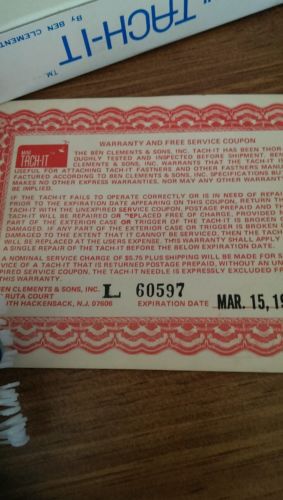 TACH-IT
By BEN CLEMENT
TM
TACH-IT
WARRANTY AND FREE SERVICE COUPON
THE BEN CLEMENTS & SONS, INC. TACH-IT HAS BEEN THOR
OUGHLY TESTED AND INSPECTED BEFORE SHIPMENT. BEN
CLEMENTS & SONS, INC. WARRANTS THAT THE TACH-IT I
USEFUL FOR ATTACHING TACH-IT FASTENERS AND OTHER FASTENERS MANU
FACTURED ACCORDING TO BEN CLEMENTS & SONS, INC. SPECIFICATIONS BU
MAKES NO OTHER EXPRESS WARRANTIES, NOR MAY ANY OTHER WARRANT
BE IMPLIED.
IF THE TACH-IT FAILS TO OPERATE CORRECTLY OR IS IN NEED OF REPAI
PRIOR TO THE EXPIRATION DATE APPEARING ON THIS COUPON, RETURN TH
TACH-IT WITH THE UNEXPIRED SERVICE COUPON, POSTAGE PREPAID AND TH
TACH-IT WILL BE REPAIRED OR *EPLACED FREE OF CHARGE, PROVIDED
PART OF THE EXTERIOR CASE OR TRIGGER OF THE TACH-IT IS BROKEN
DAMAGED. IF ANY PART OF THE EXTERIOR CASE OR TRIGGER IS BROKEN
DAMAGED TO THE EXTENT THAT IT CANNOT BE SERVICED, THEN THE TACH
WILL BE REPLACED AT THE USERS EXPENSE. THIS WARRANTY SHALL APPLY
A SINGLE REPAIR OF THE TACH-IT BEFORE THE BELOW EXPIRATION DATE.
A NOMINAL SERVICE CHARGE OF $5.75 PLUS SHIPPING WILL BE MADE FOR S
VICE OF A TACH-IT THAT IS RETURNED POSTAGE PREPAID, WITHOUT AN UN
PIRED SERVICE COUPON. THE TACH-IT NEEDLE IS EXPRESSLY EXCLUDED FR
THIS WARRANTY.
EN CLEMENTS & SONS, INC.
RUTA COURT
TH HACKENSACK, N.J. 07606
L 60597
EXPIRATION DATE MAR. 15, 19